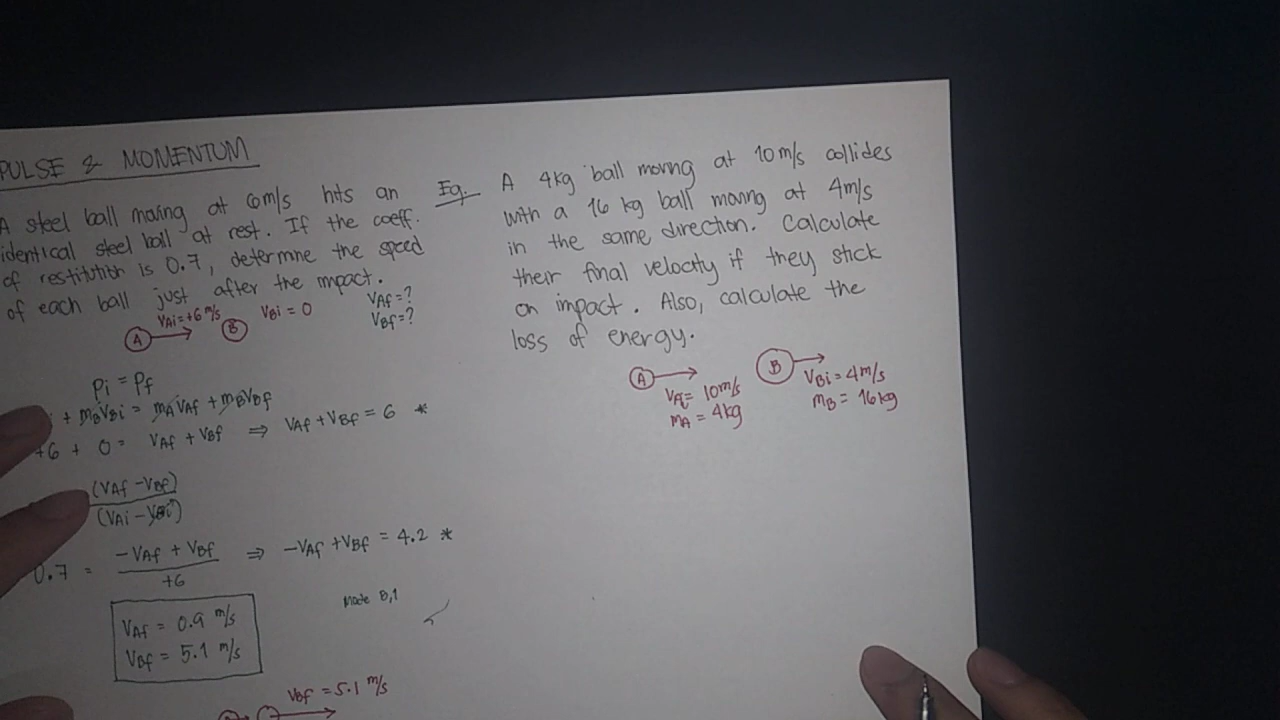 PULSE & MOMENTUM
A steel ball moving at 6m/s hits an
identical steel ball at rest. If the coeff.
of restitution is 0.7, determine the speed
of each ball just after the impact.
VAi=+6 m/s
A
B
VBi = 0
VAf = ?
VBf = ?
Pi = Pf
+ mBVBi = mAVAf + mBVBf
+6 + 0 = VAf + VBf ⇒ VAf + VBf = 6 *
(VAf - VBf)
(VAi - VBi)
0.7 = -VAf + VBf / +6 ⇒ -VAf + VBf = 4.2 *
Mode 5,1
VAf = 0.9 m/s
VBf = 5.1 m/s
VBf = 5.1 m/s
Eg. A 4kg ball moving at 10m/s collides
with a 16 kg ball moving at 4m/s
in the same direction. Calculate
their final velocity if they stick
on impact. Also, calculate the
loss of energy.
A
VAi = 10m/s
mA = 4kg
B
VBi = 4m/s
mB = 16kg